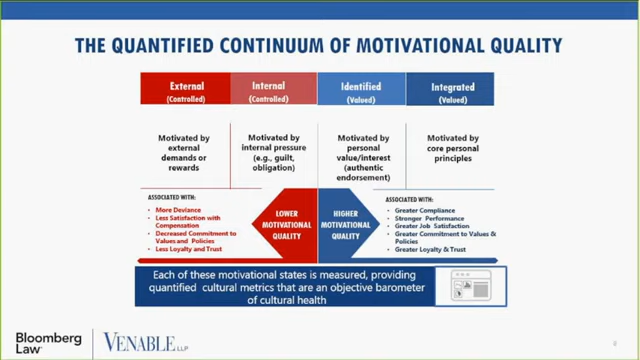 THE QUANTIFIED CONTINUUM OF MOTIVATIONAL QUALITY
External
(Controlled)
Internal
(Controlled)
Identified
(Valued)
Integrated
(Valued)
Motivated by
external
demands or
rewards
Motivated by
internal pressure
(e.g., guilt,
obligation)
Motivated by
personal
value/interest
(authentic
endorsement)
Motivated by
core personal
principles
ASSOCIATED WITH:
• More Deviance
• Less Satisfaction with
Compensation
• Decreased Commitment to
Values and Policies
• Less Loyalty and Trust
LOWER
MOTIVATIONAL
QUALITY
HIGHER
MOTIVATIONAL
QUALITY
ASSOCIATED WITH:
• Greater Compliance
• Stronger Performance
• Greater Job Satisfaction
• Greater Commitment to Values &
Policies
• Greater Loyalty & Trust
Each of these motivational states is measured, providing
quantified cultural metrics that are an objective barometer
of cultural health
Bloomberg
Law
VENABLE LLP